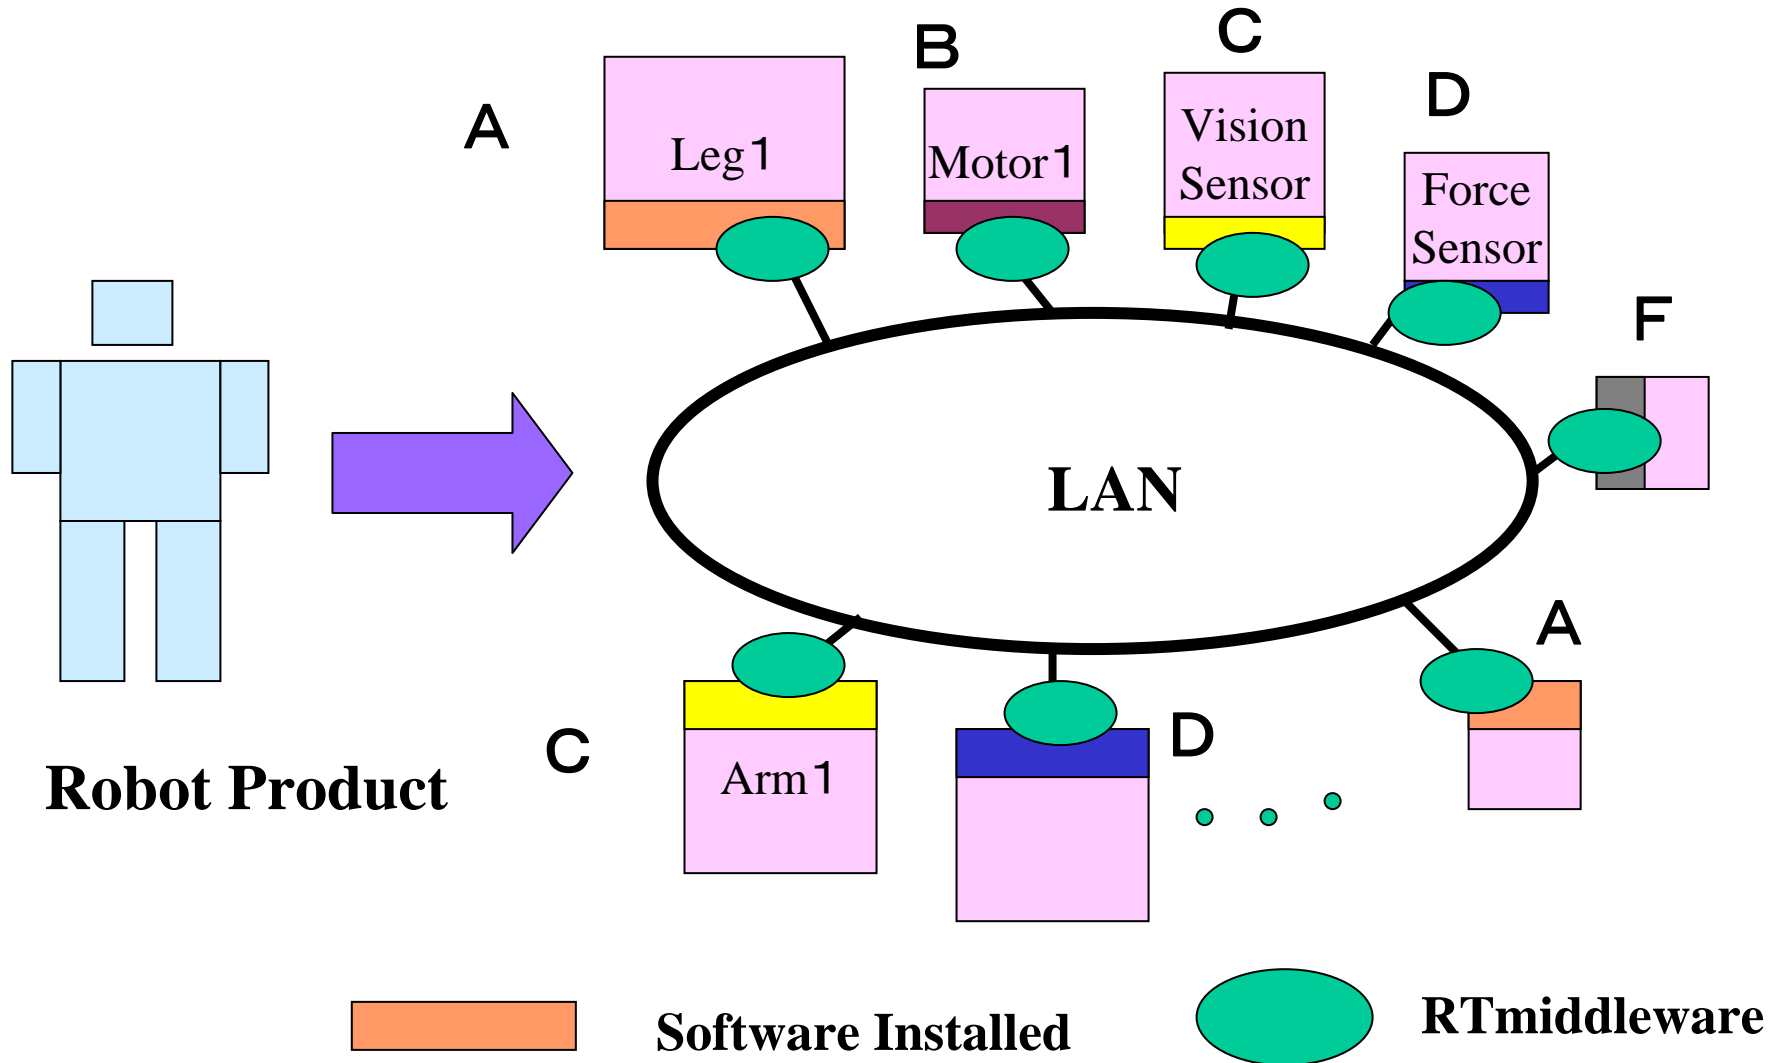 A
Leg1
B
Motor1
C
Vision
Sensor
D
Force
Sensor
F
LAN
A
C
Arm1
D
Robot Product
Software Installed
RTmiddleware